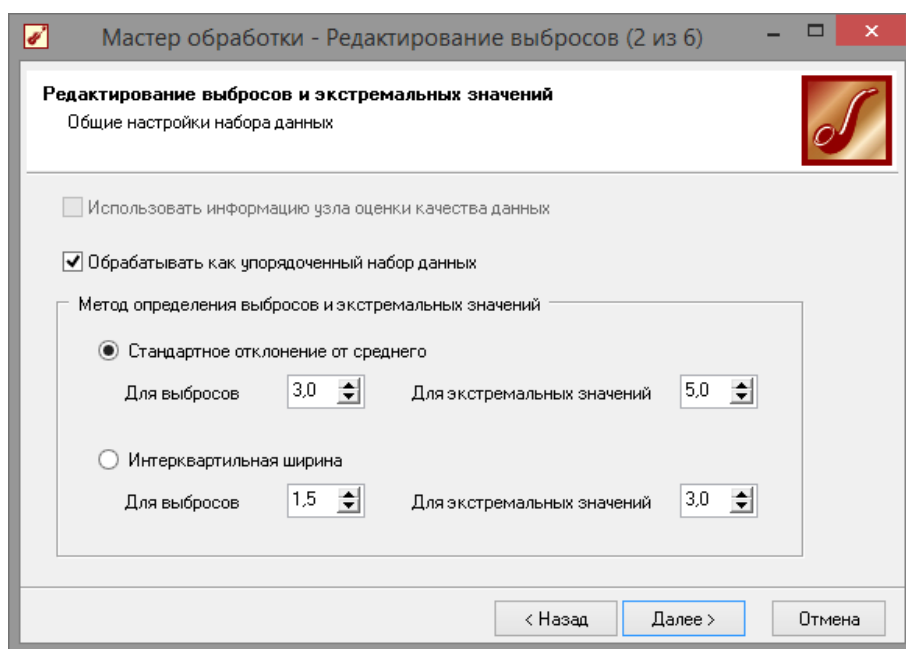 Мастер обработки - Редактирование выбросов (2 из 6)
Редактирование выбросов и экстремальных значений
Общие настройки набора данных
Использовать информацию узла оценки качества данных
Обрабатывать как упорядоченный набор данных
Метод определения выбросов и экстремальных значений
Стандартное отклонение от среднего
Для выбросов 3,0 Для экстремальных значений 5,0
Интерквартильная ширина
Для выбросов 1,5 Для экстремальных значений 3,0
< Назад Далее > Отмена